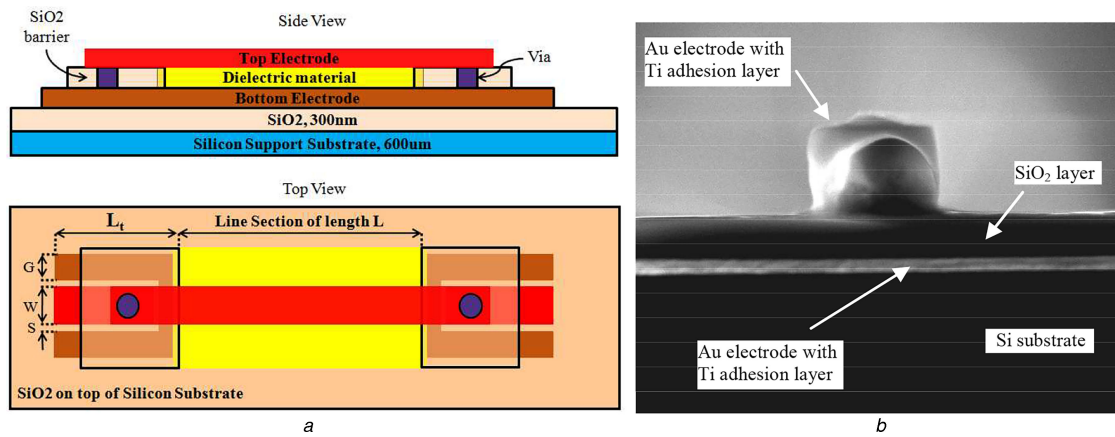 Side View
SiO2
barrier
Top Electrode
Via
Dielectric material
Bottom Electrode
SiO2, 300nm
Silicon Support Substrate, 600um
Top View
Lt
Line Section of length L
G
W
S
SiO2 on top of Silicon Substrate
a
Au electrode with
Ti adhesion layer
SiO₂ layer
Au electrode with
Ti adhesion layer
Si substrate
b